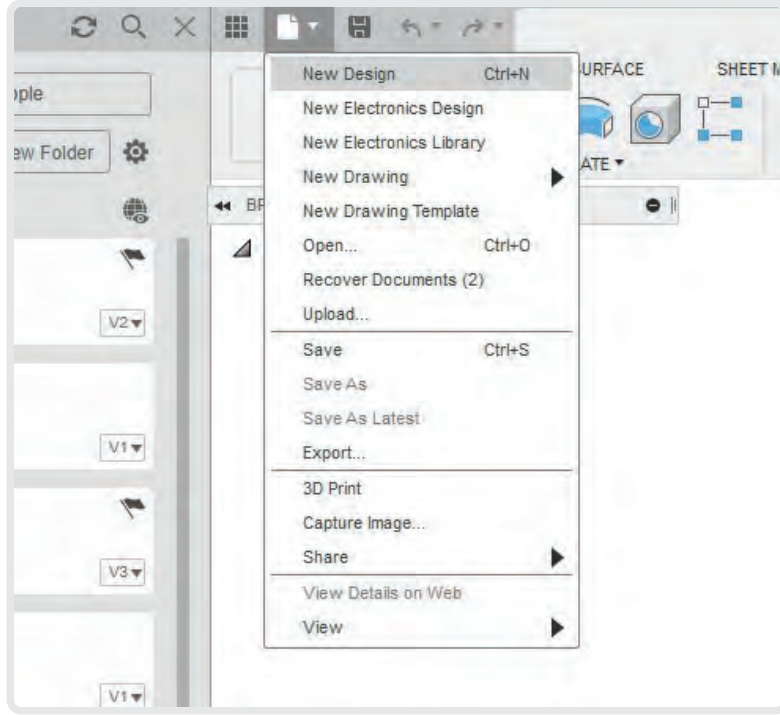 URFACE
SHEET M
ople
ew Folder
ATE
BR
V2
V1
V3
V1
New Design Ctrl+N
New Electronics Design
New Electronics Library
New Drawing
New Drawing Template
Open... Ctrl+O
Recover Documents (2)
Upload...
Save Ctrl+S
Save As
Save As Latest
Export...
3D Print
Capture Image...
Share
View Details on Web
View